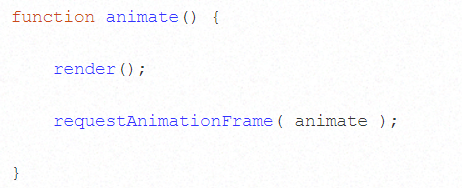 function animate() {
render();
requestAnimationFrame( animate );
}